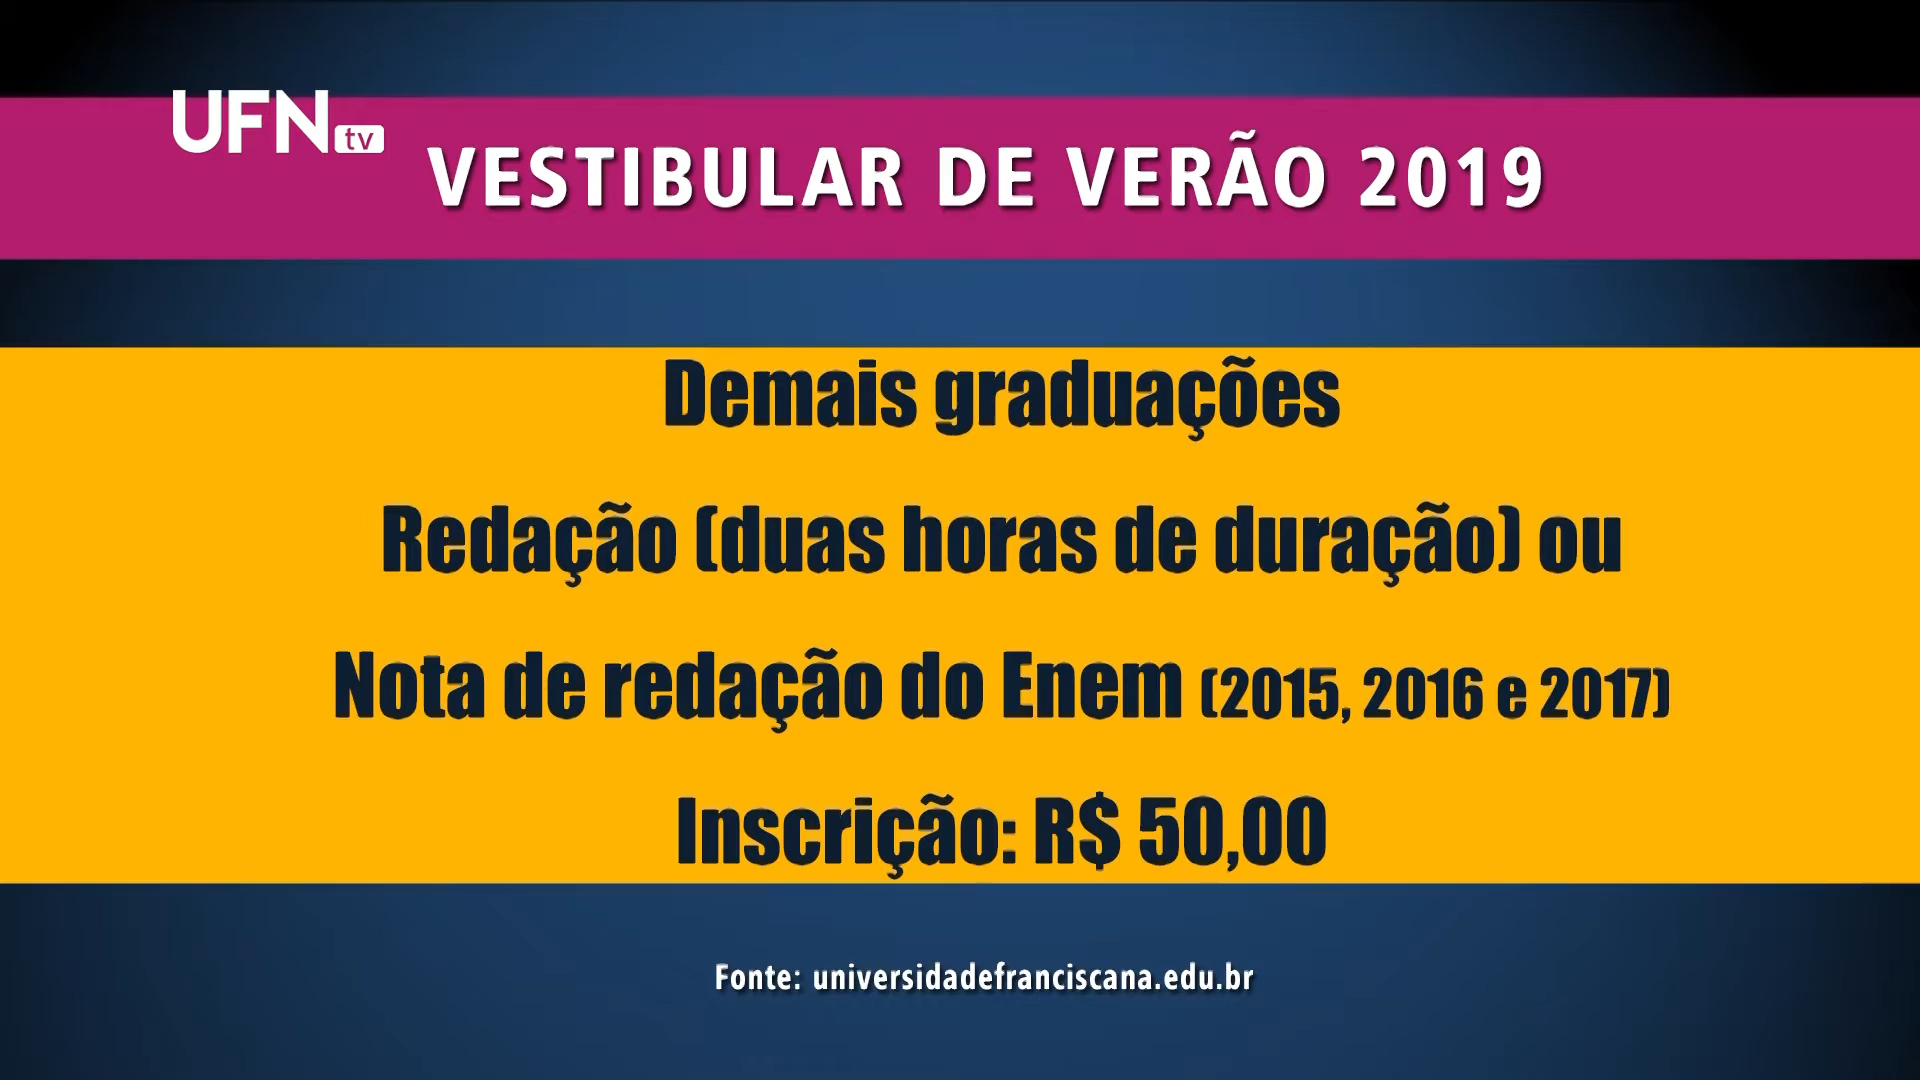 UFN tv
VESTIBULAR DE VERÃO 2019
Demais graduações
Redação (duas horas de duração) ou
Nota de redação do Enem (2015, 2016 e 2017)
Inscrição: R$ 50,00
Fonte: universidadefranciscana.edu.br